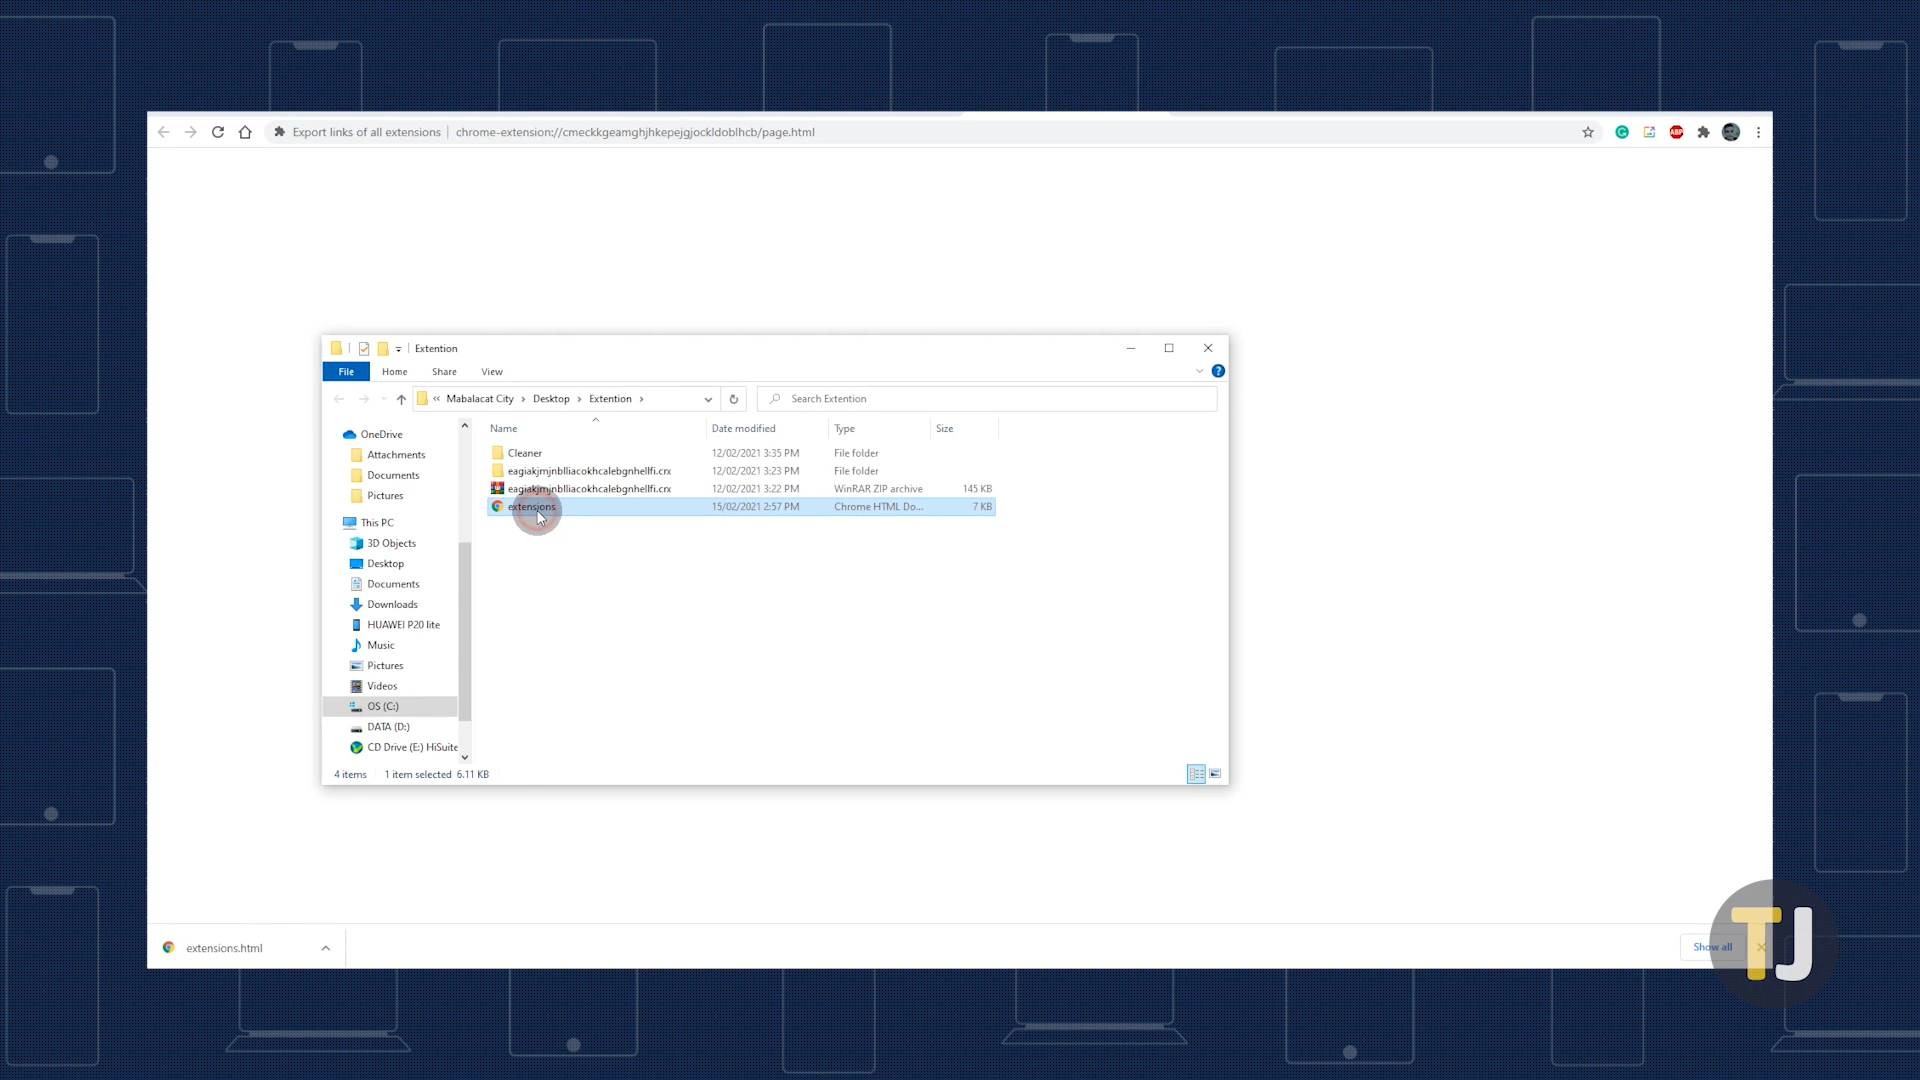 Export links of all extensions | chrome-extension://cmeckkgeamghjhkepejgjockldoblhcb/page.html
ABP
Extention
File Home Share View
« Mabalacat City › Desktop › Extention ›
Search Extention
Name Date modified Type Size
OneDrive
Attachments
Documents
Pictures
This PC
3D Objects
Desktop
Documents
Downloads
HUAWEI P20 lite
Music
Pictures
Videos
OS (C:)
DATA (D:)
CD Drive (E:) HiSuite
Cleaner 12/02/2021 3:35 PM File folder
eagiakjmjnblliacokhcalebgnhellfi.crx 12/02/2021 3:23 PM File folder
eagiakjmjnblliacokhcalebgnhellfi.crx 12/02/2021 3:22 PM WinRAR ZIP archive 145 KB
extensions 15/02/2021 2:57 PM Chrome HTML Do... 7 KB
4 items 1 item selected 6.11 KB
extensions.html
Show all
TJ